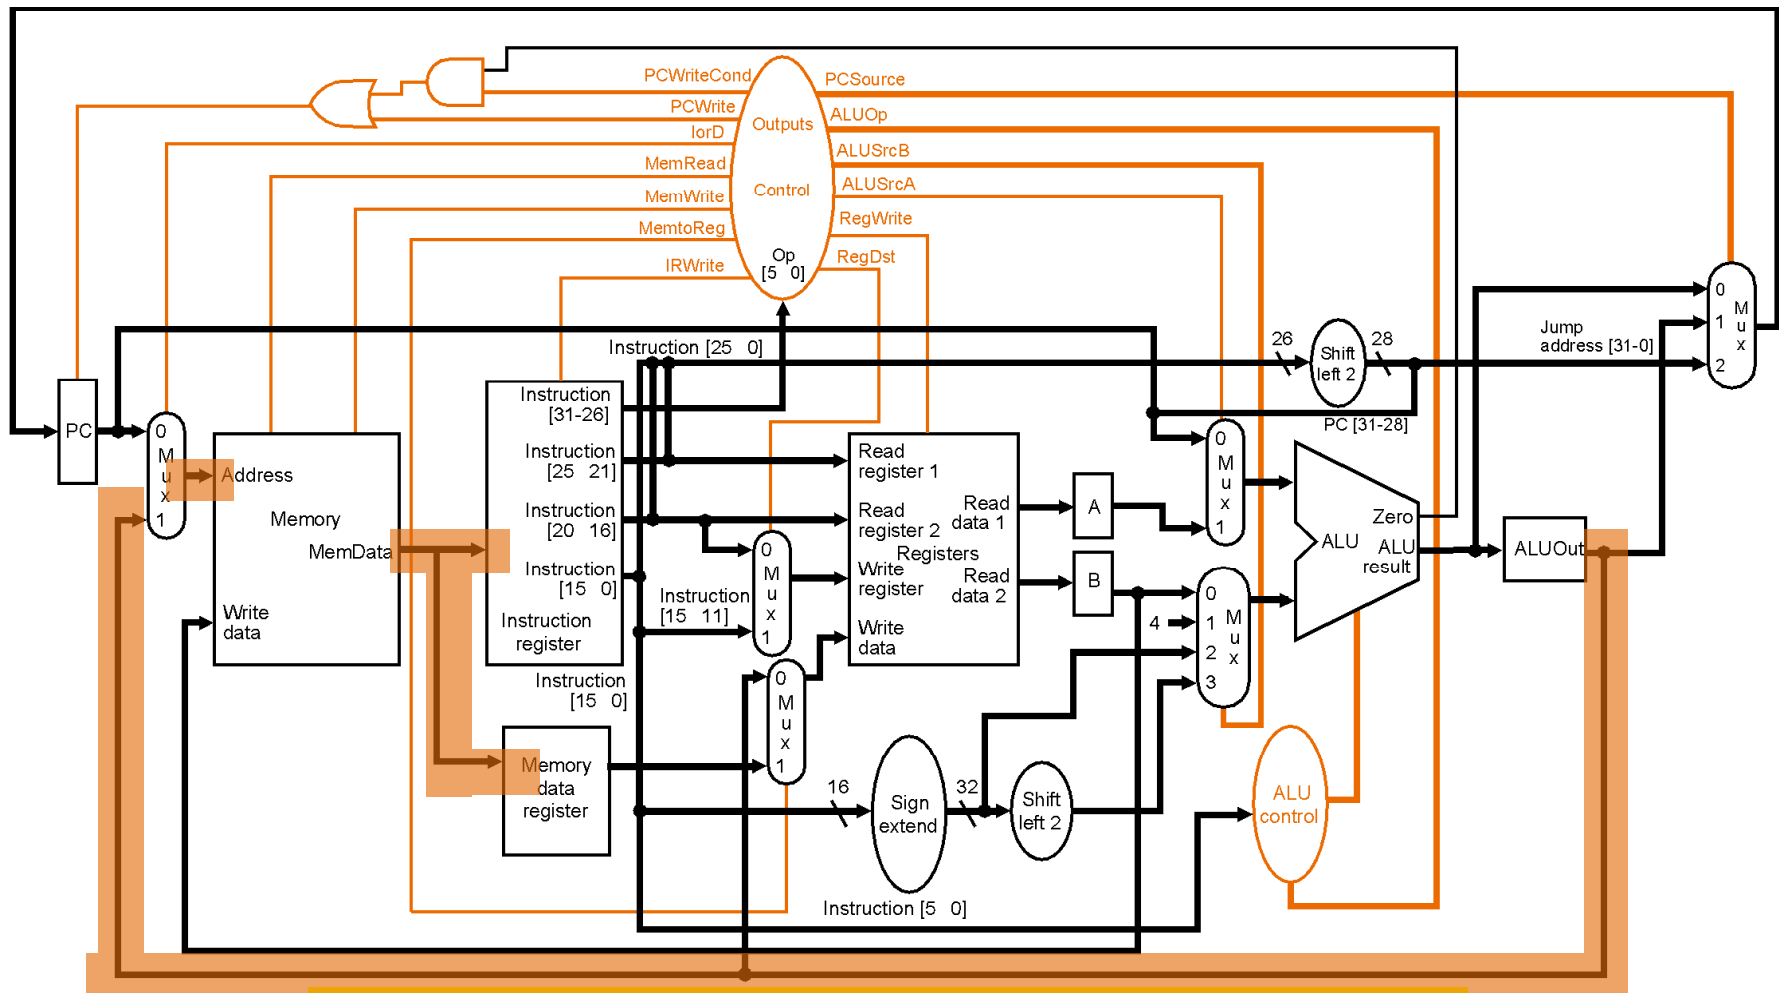 PCWriteCond
PCSource
PCWrite
ALUOp
Outputs
IorD
ALUSrcB
MemRead
ALUSrcA
Control
MemWrite
RegWrite
MemtoReg
RegDst
Op
[5 0]
IRWrite
Instruction [25 0]
26
28
Shift
left 2
Jump
address [31-0]
0
1
2
M
u
x
PC [31-28]
PC
0
M
u
x
1
Address
Memory
MemData
Write
data
Instruction
[31-26]
Instruction
[25 21]
Instruction
[20 16]
Instruction
[15 0]
Instruction
register
Instruction
[15 11]
0
M
u
x
1
Read
register 1
Read
register 2
Registers
Write
register
Write
data
Read
data 1
Read
data 2
A
B
0
M
u
x
1
4
0
1
2
3
M
u
x
Zero
ALU
ALU
result
ALUOut
Instruction
[15 0]
0
M
u
x
1
Memory
data
register
16
Sign
extend
32
Shift
left 2
ALU
control
Instruction [5 0]